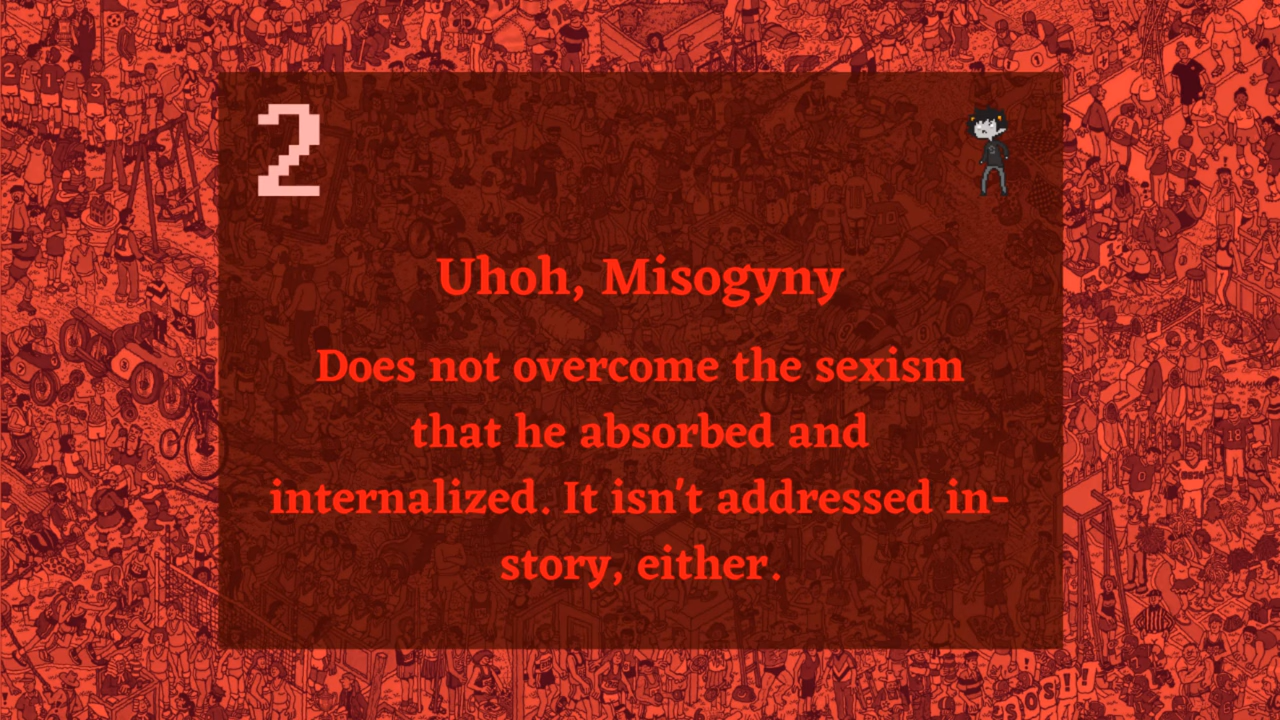 2
Uhoh, Misogyny
Does not overcome the sexism
that he absorbed and
internalized. It isn't addressed in-
story, either.